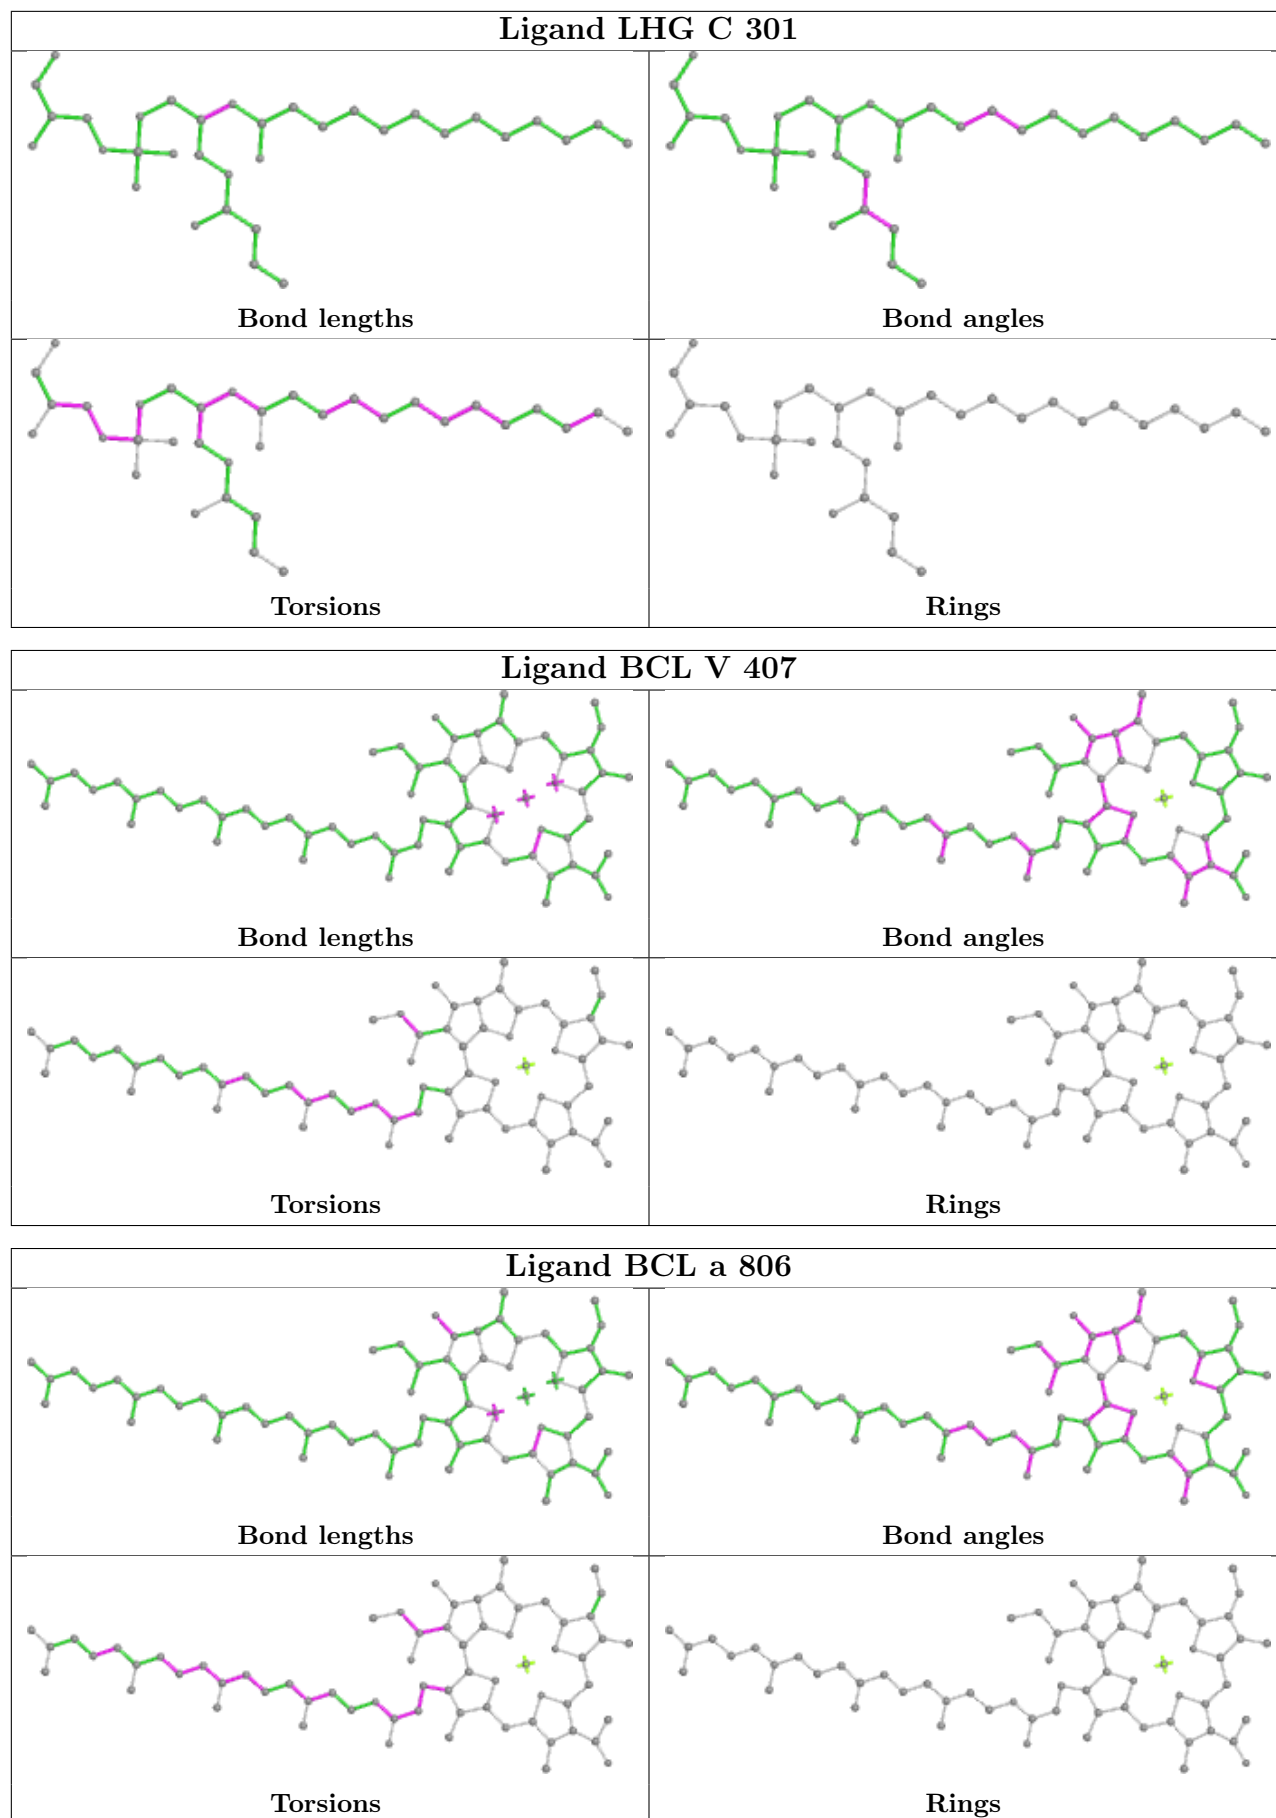 Ligand LHG C 301
Bond lengths
Bond angles
Torsions
Rings
Ligand BCL V 407
Bond lengths
Bond angles
Torsions
Rings
Ligand BCL a 806
Bond lengths
Bond angles
Torsions
Rings